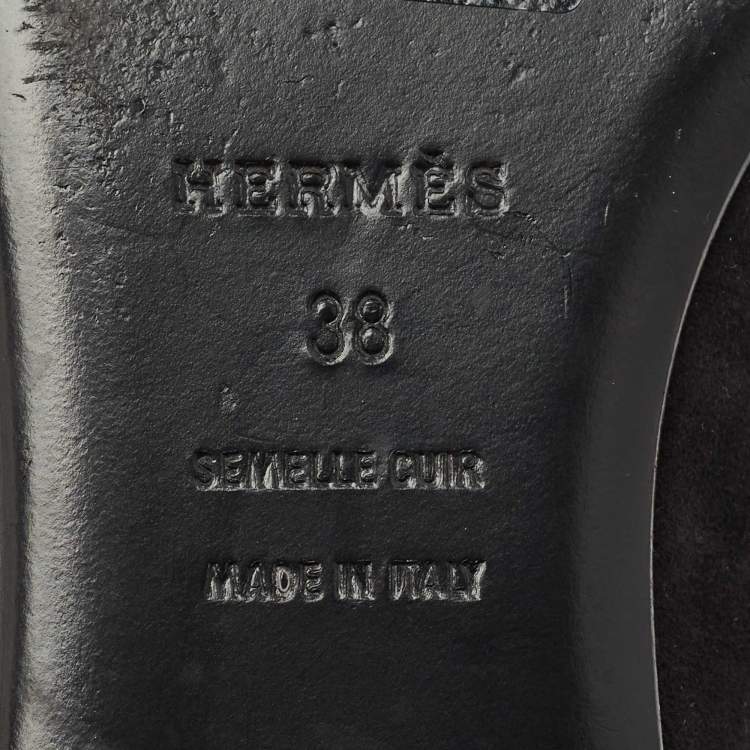 HERMÈS
38
SEMELLE CUIR
MADE IN ITALY